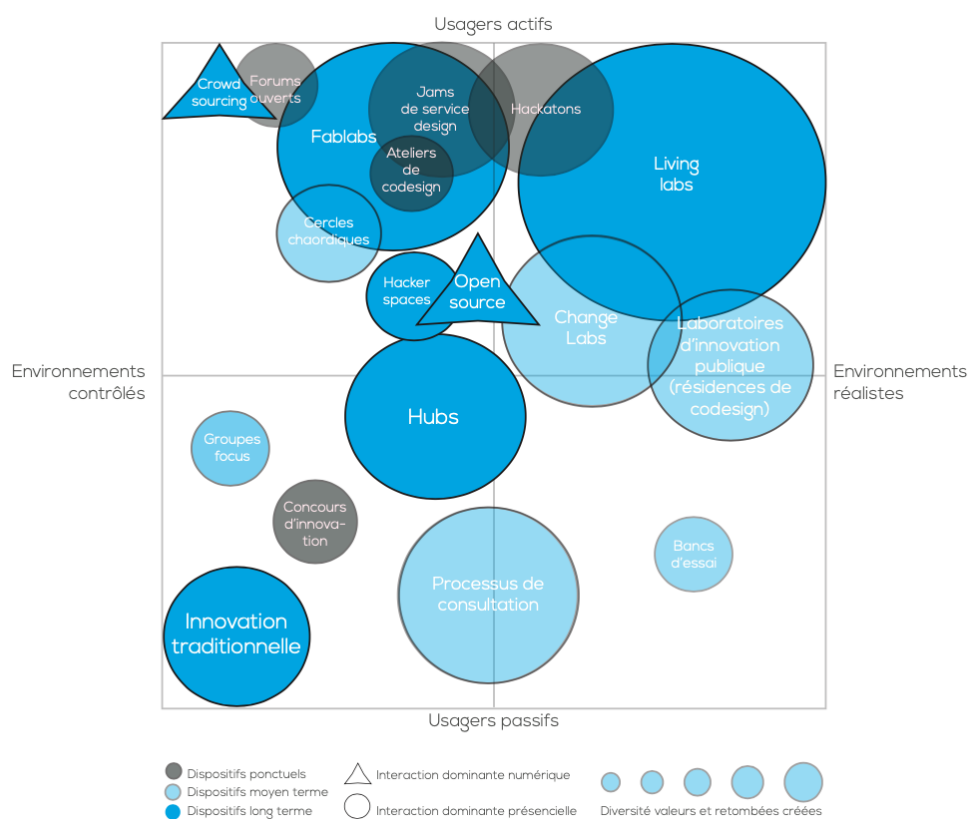 Usagers actifs
Crowd
sourcing
Forums
ouverts
Fablabs
Jams
de service
design
Hackatons
Ateliers
de
codesign
Living
labs
Cercles
chaordiques
Hacker
spaces
Open
source
Change
Labs
Laboratoires
d'innovation
publique
(résidences de
codesign)
Environnements
contrôlés
Environnements
réalistes
Hubs
Groupes
focus
Concours
d'innova-
tion
Bancs
d'essai
Processus de
consultation
Innovation
traditionnelle
Usagers passifs
Dispositifs ponctuels
Dispositifs moyen terme
Dispositifs long terme
Interaction dominante numérique
Interaction dominante présencielle
Diversité valeurs et retombées créées